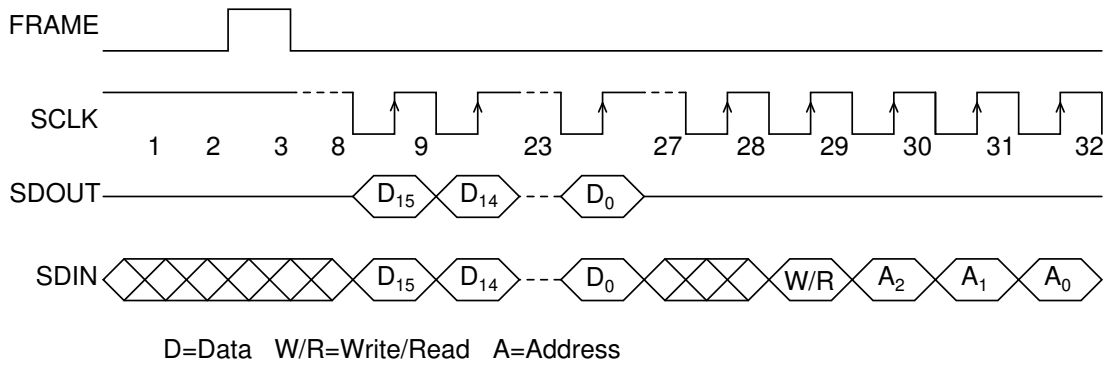 FRAME
SCLK
1 2 3 8 9 23 27 28 29 30 31 32
SDOUT D15 D14 D0
SDIN D15 D14 D0 W/R A2 A1 A0
D=Data W/R=Write/Read A=Address